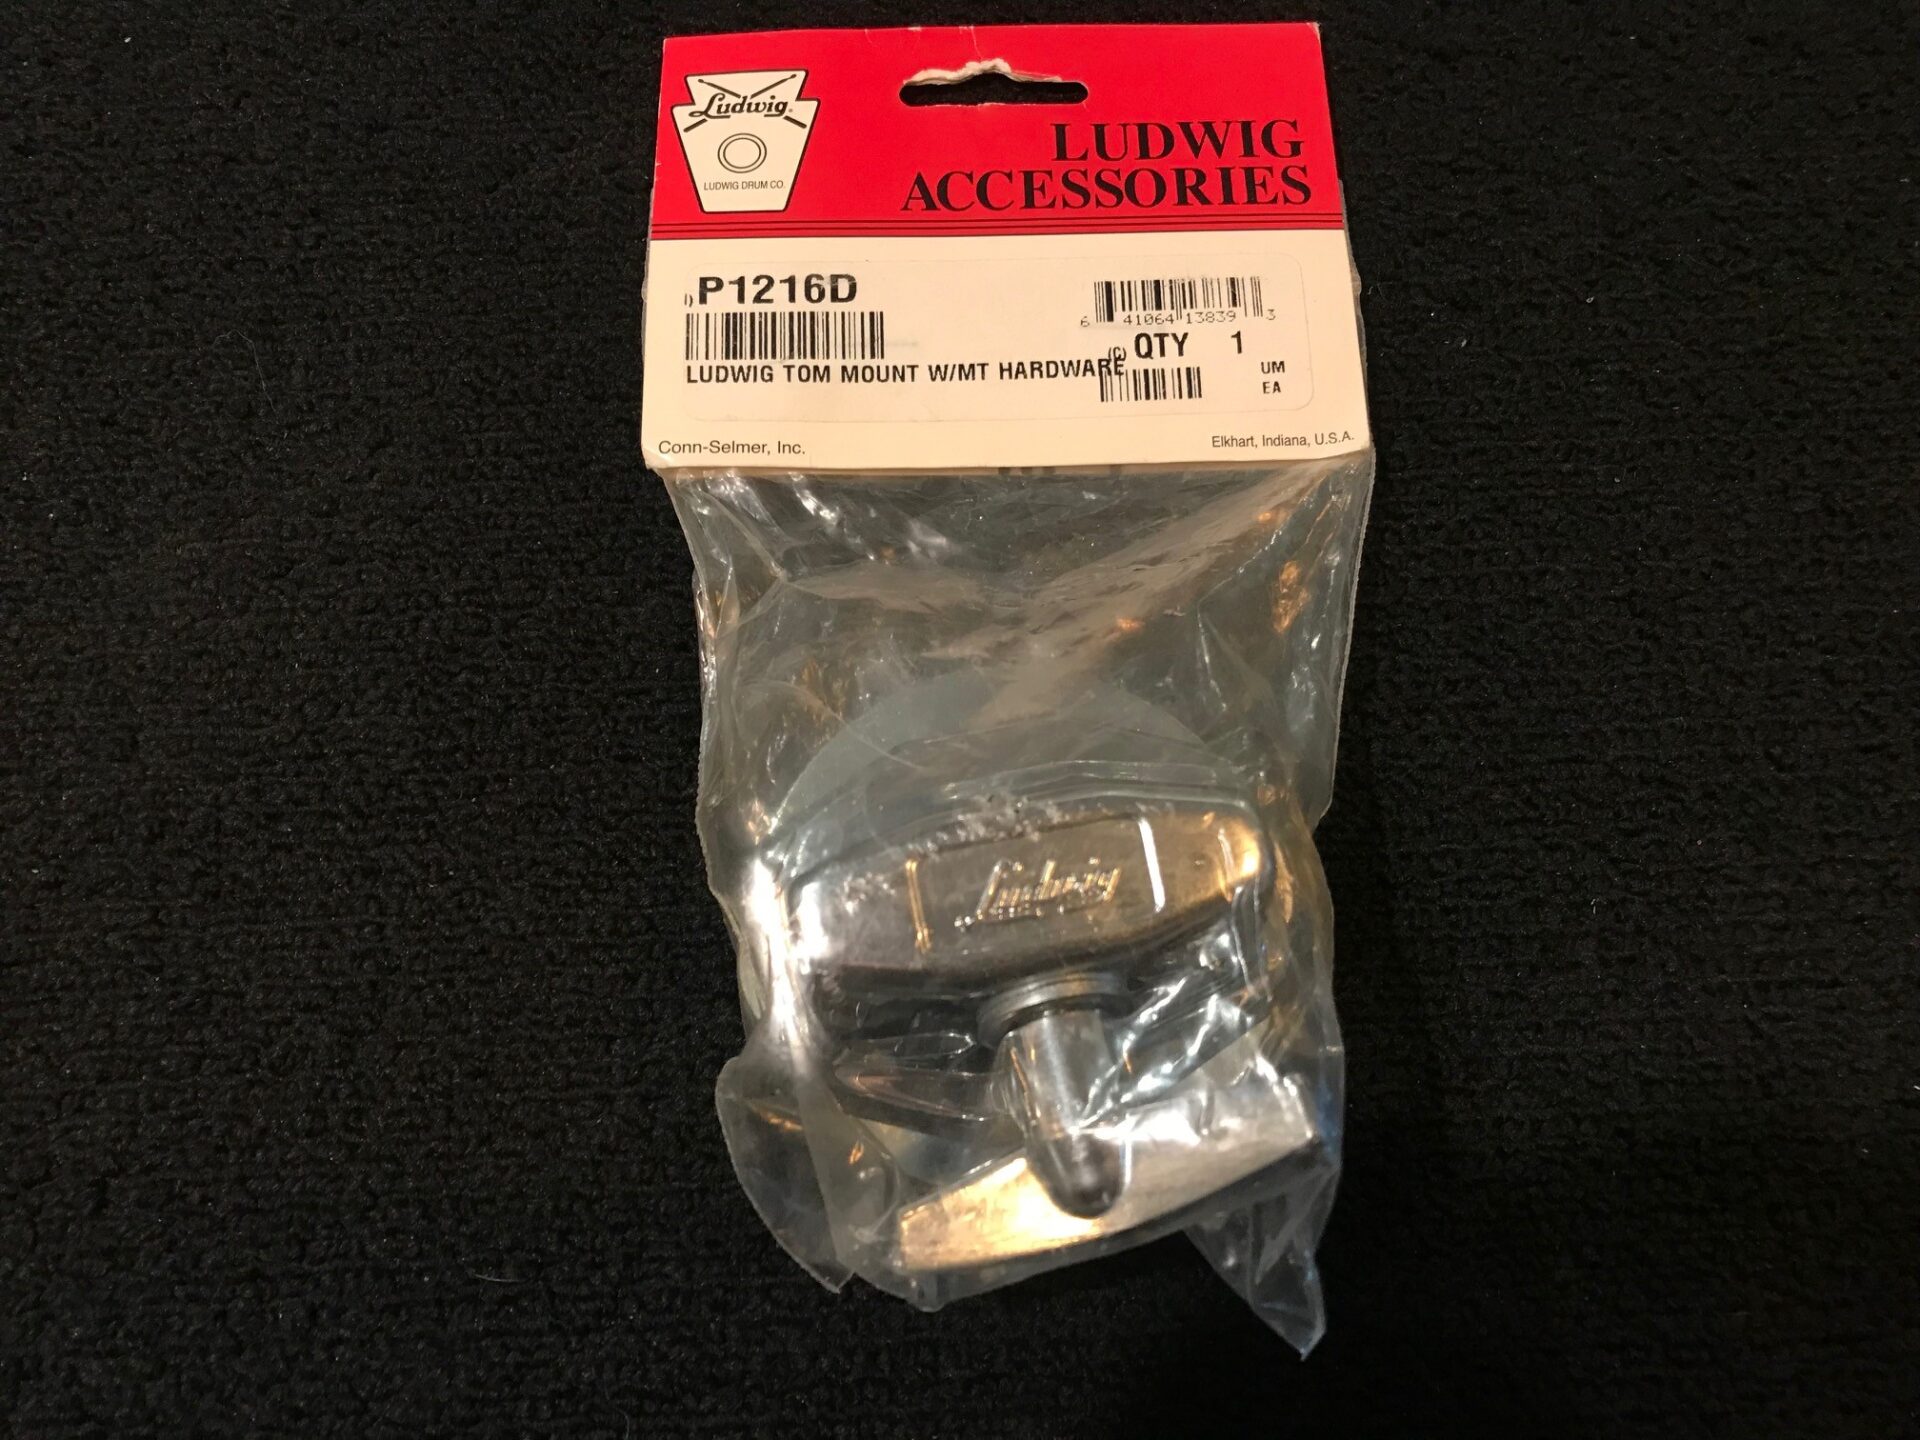 Ludwig
LUDWIG DRUM CO.
LUDWIG
ACCESSORIES
P1216D
6 41064 13839 3
LUDWIG TOM MOUNT W/MT HARDWARE
QTY 1
UM
EA
Conn-Selmer, Inc.
Elkhart, Indiana, U.S.A.
Ludwig